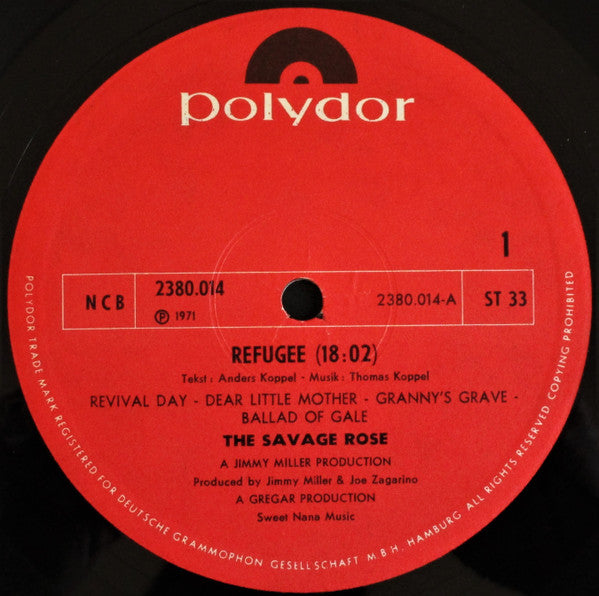 polydor
1
NCB
2380.014
℗ 1971
2380.014-A
ST 33
REFUGEE (18:02)
Tekst: Anders Koppel - Musik: Thomas Koppel
REVIVAL DAY - DEAR LITTLE MOTHER - GRANNY'S GRAVE -
BALLAD OF GALE
THE SAVAGE ROSE
A JIMMY MILLER PRODUCTION
Produced by Jimmy Miller & Joe Zagarino
A GREGAR PRODUCTION
Sweet Nana Music
POLYDOR TRADE MARK REGISTERED FOR DEUTSCHE GRAMMOPHON GESELLSCHAFT MBH. HAMBURG ALL RIGHTS RESERVED COPYING PROHIBITED